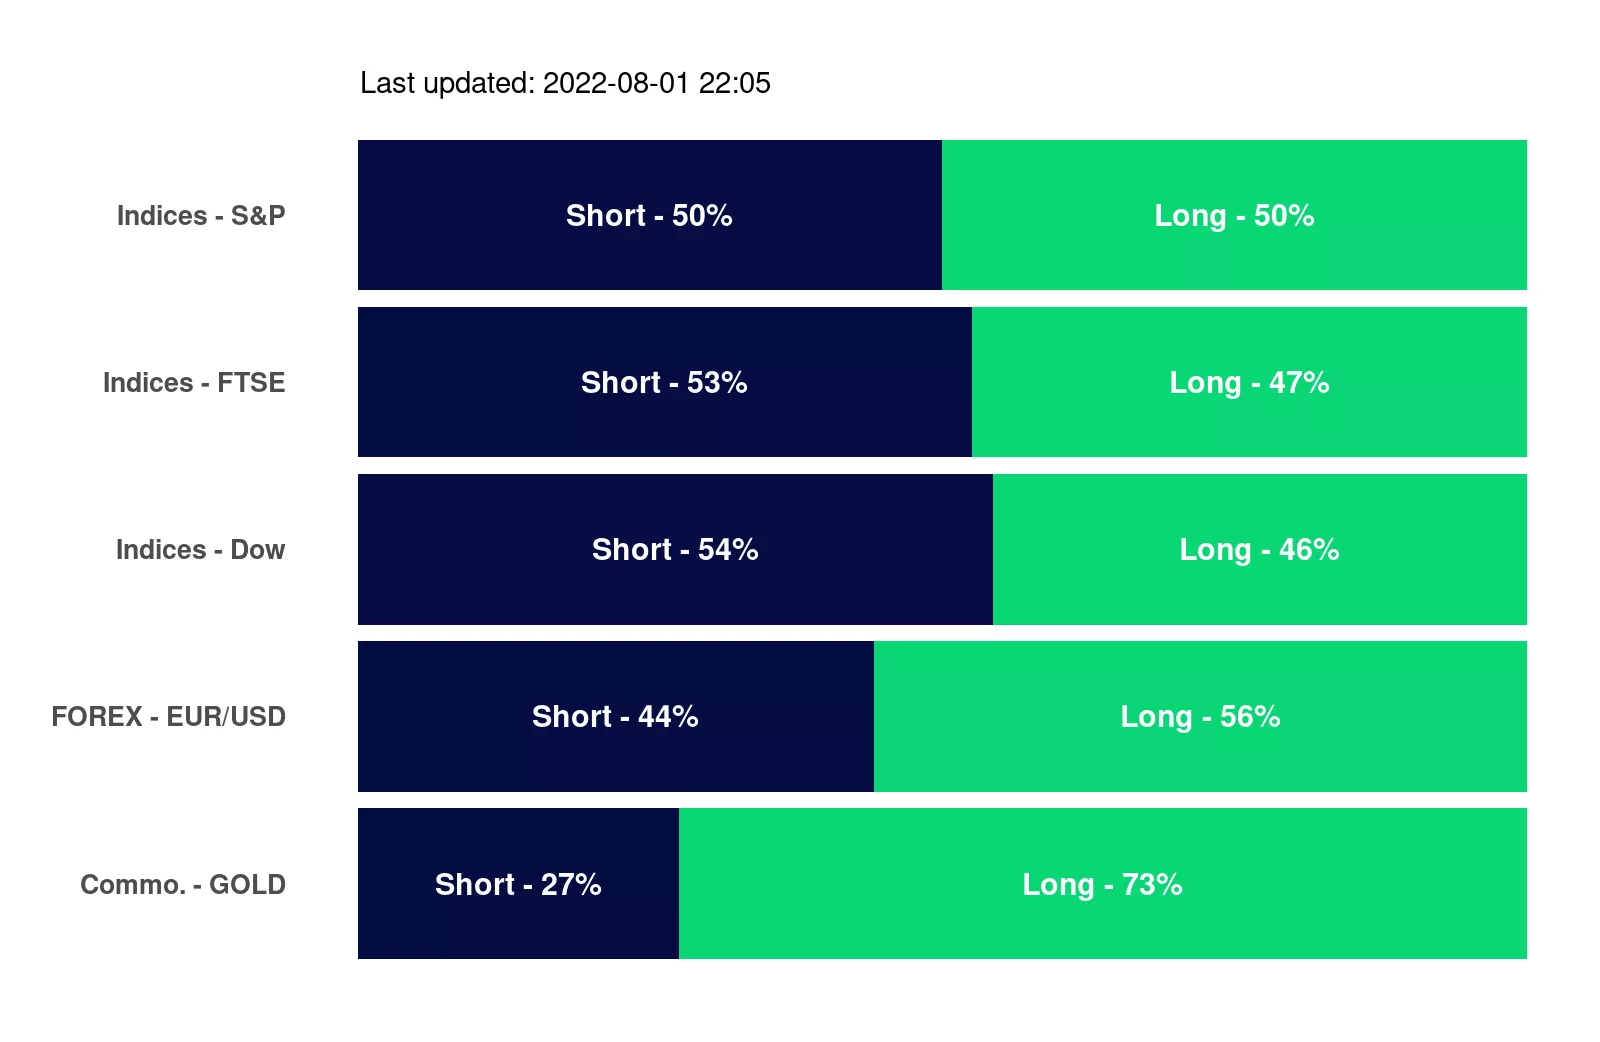 Last updated: 2022-08-01 22:05
Indices - S&P Short - 50% Long - 50%
Indices - FTSE Short - 53% Long - 47%
Indices - Dow Short - 54% Long - 46%
FOREX - EUR/USD Short - 44% Long - 56%
Commo. - GOLD Short - 27% Long - 73%